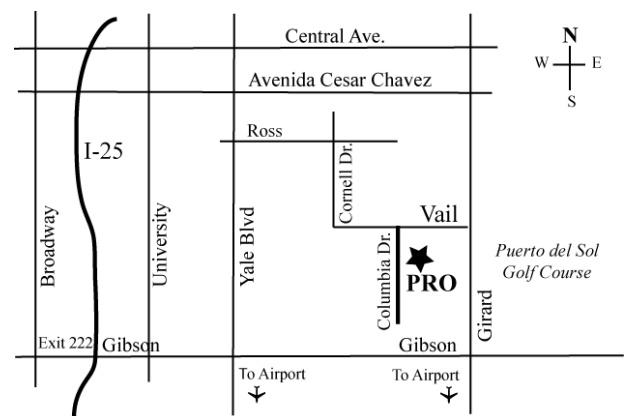 Central Ave.
N
W
E
S
Avenida Cesar Chavez
Ross
I-25
Cornell Dr.
Vail
Broadway
University
Yale Blvd
Columbia Dr.
PRO
Puerto del Sol
Golf Course
Girard
Exit 222
Gibson
Gibson
To Airport
To Airport